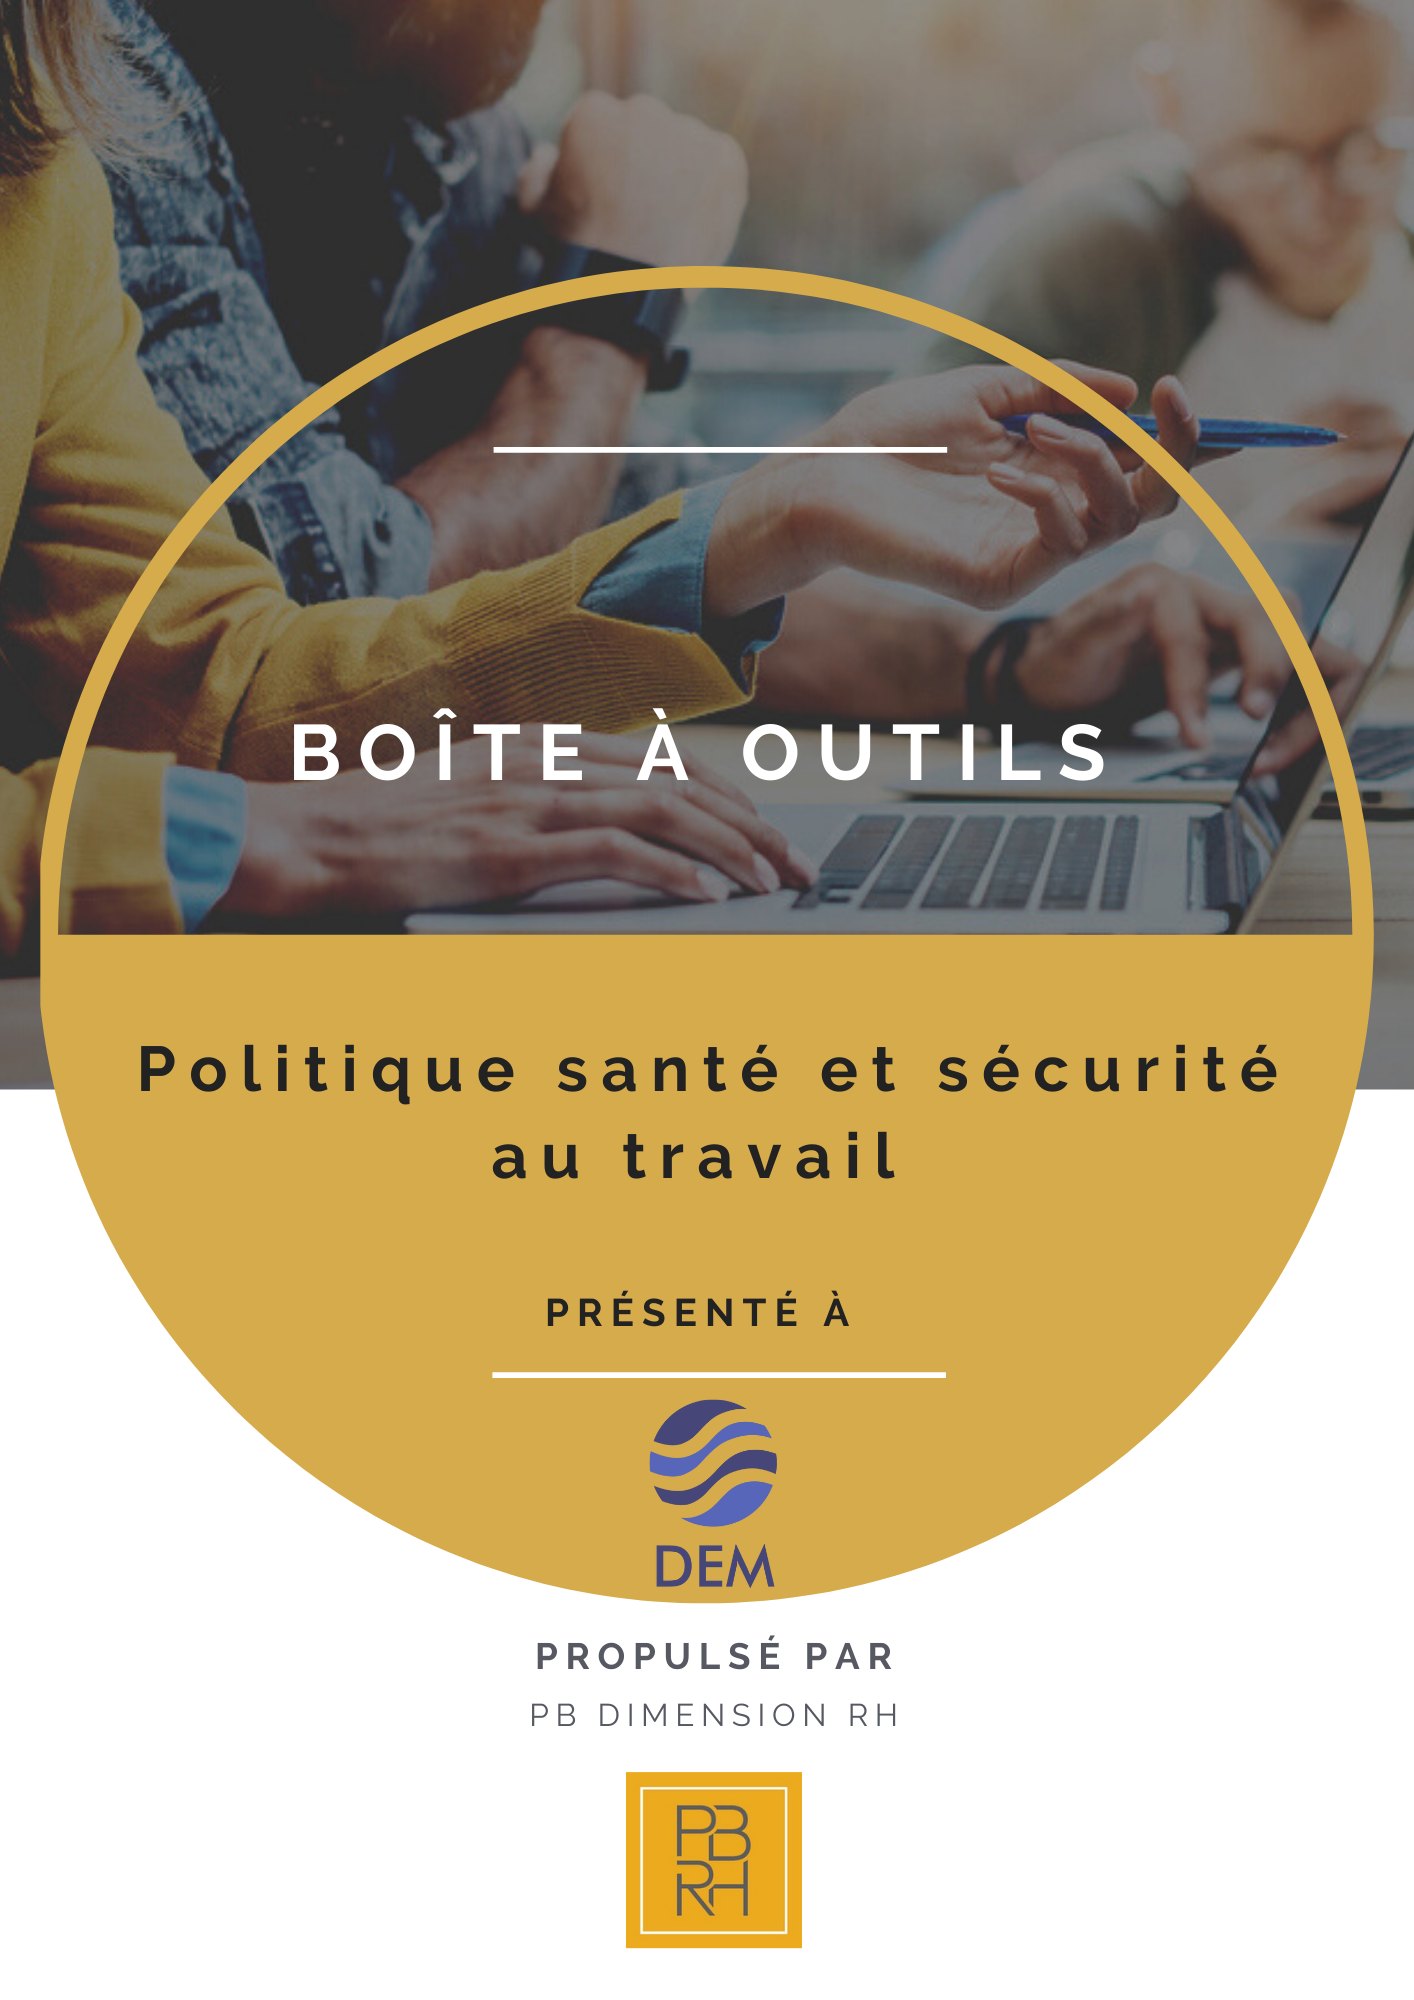 BOÎTE À OUTILS
Politique santé et sécurité
au travail
PRÉSENTÉ À
DEM
PROPULSÉ PAR
PB DIMENSION RH
PB
RH